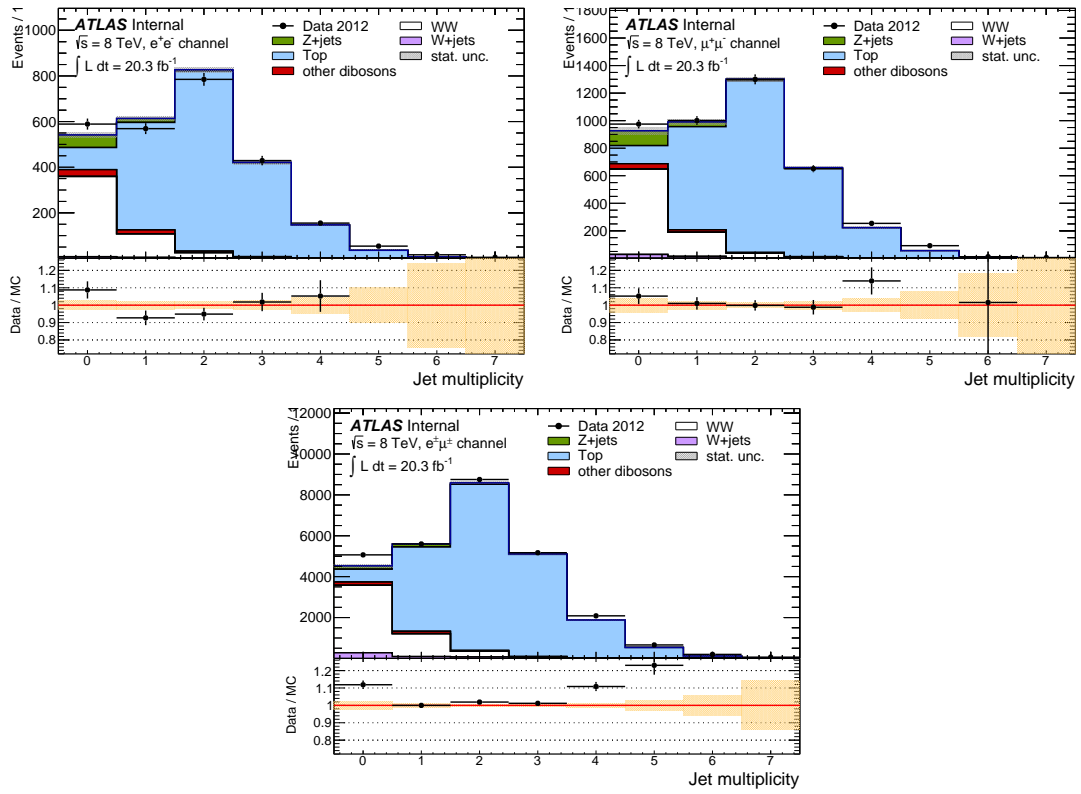 Events / 1
1000
800
600
400
200
ATLAS Internal
√s = 8 TeV, e⁺e⁻ channel
∫ L dt = 20.3 fb⁻¹
Data 2012
Z+jets
Top
other dibosons
WW
W+jets
stat. unc.
Data / MC
1.2
1.1
1
0.9
0.8
0 1 2 3 4 5 6 7
Jet multiplicity
Events / 1
1800
1600
1400
1200
1000
800
600
400
200
ATLAS Internal
√s = 8 TeV, μ⁺μ⁻ channel
∫ L dt = 20.3 fb⁻¹
Data 2012
Z+jets
Top
other dibosons
WW
W+jets
stat. unc.
Data / MC
1.2
1.1
1
0.9
0.8
0 1 2 3 4 5 6 7
Jet multiplicity
Events / 1
12000
10000
8000
6000
4000
2000
ATLAS Internal
√s = 8 TeV, e±μ± channel
∫ L dt = 20.3 fb⁻¹
Data 2012
Z+jets
Top
other dibosons
WW
W+jets
stat. unc.
Data / MC
1.2
1.1
1
0.9
0.8
0 1 2 3 4 5 6 7
Jet multiplicity